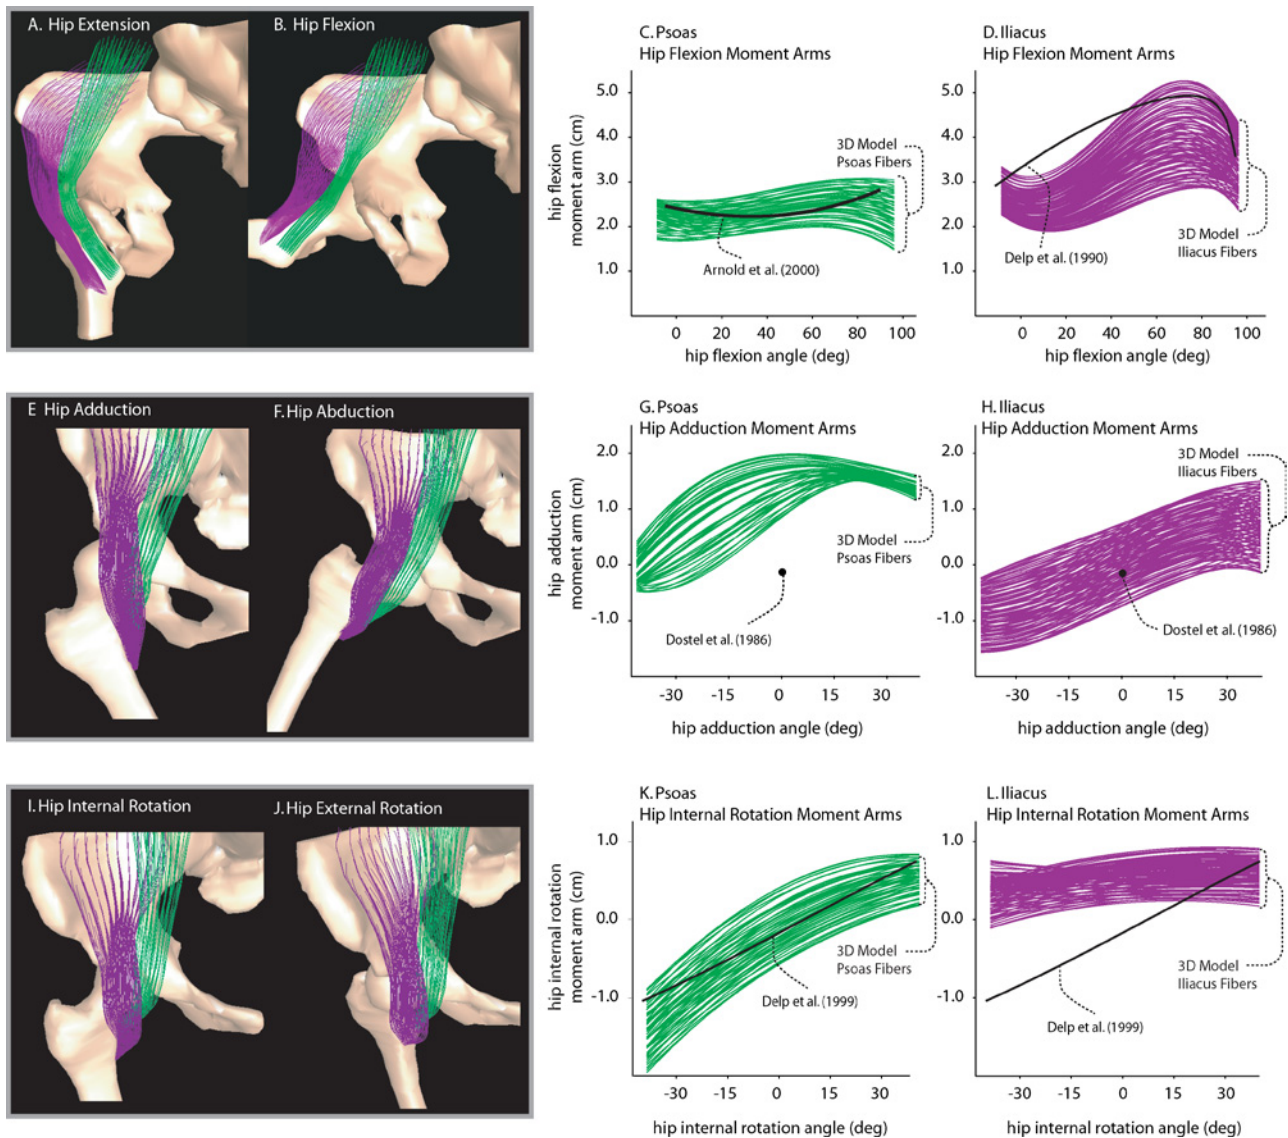 A. Hip Extension
B. Hip Flexion
C. Psoas
Hip Flexion Moment Arms
hip flexion
moment arm (cm)
5.0
4.0
3.0
2.0
1.0
3D Model
Psoas Fibers
Arnold et al. (2000)
0
20
40
60
80
100
hip flexion angle (deg)
D. Iliacus
Hip Flexion Moment Arms
5.0
4.0
3.0
2.0
1.0
3D Model
Iliacus Fibers
Delp et al. (1990)
0
20
40
60
80
100
hip flexion angle (deg)
E Hip Adduction
F. Hip Abduction
G. Psoas
Hip Adduction Moment Arms
hip adduction
moment arm (cm)
2.0
1.0
0.0
-1.0
3D Model
Psoas Fibers
Dostel et al. (1986)
-30
-15
0
15
30
hip adduction angle (deg)
H. Iliacus
Hip Adduction Moment Arms
3D Model
Iliacus Fibers
2.0
1.0
0.0
-1.0
Dostel et al. (1986)
-30
-15
0
15
30
hip adduction angle (deg)
I. Hip Internal Rotation
J. Hip External Rotation
K. Psoas
Hip Internal Rotation Moment Arms
hip internal rotation
moment arm (cm)
1.0
0.0
-1.0
3D Model
Psoas Fibers
Delp et al. (1999)
-30
-15
0
15
30
hip internal rotation angle (deg)
L. Iliacus
Hip Internal Rotation Moment Arms
1.0
0.0
-1.0
3D Model
Iliacus Fibers
Delp et al. (1999)
-30
-15
0
15
30
hip internal rotation angle (deg)